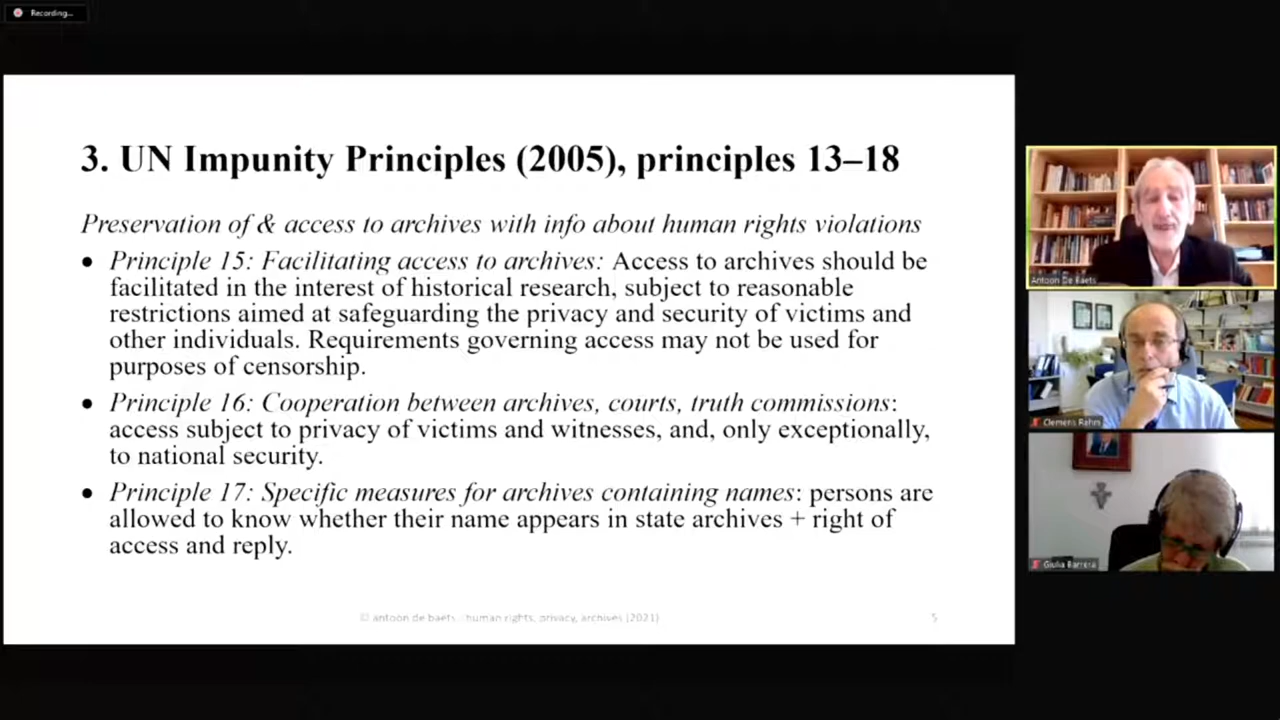 Recording...
3. UN Impunity Principles (2005), principles 13–18
Preservation of & access to archives with info about human rights violations
• Principle 15: Facilitating access to archives: Access to archives should be
facilitated in the interest of historical research, subject to reasonable
restrictions aimed at safeguarding the privacy and security of victims and
other individuals. Requirements governing access may not be used for
purposes of censorship.
• Principle 16: Cooperation between archives, courts, truth commissions:
access subject to privacy of victims and witnesses, and, only exceptionally,
to national security.
• Principle 17: Specific measures for archives containing names: persons are
allowed to know whether their name appears in state archives + right of
access and reply.
© antoon de baets - human rights, privacy, archives (2021)
5
Antoon De Baets
Clemens Rehm
Giulia Barrera